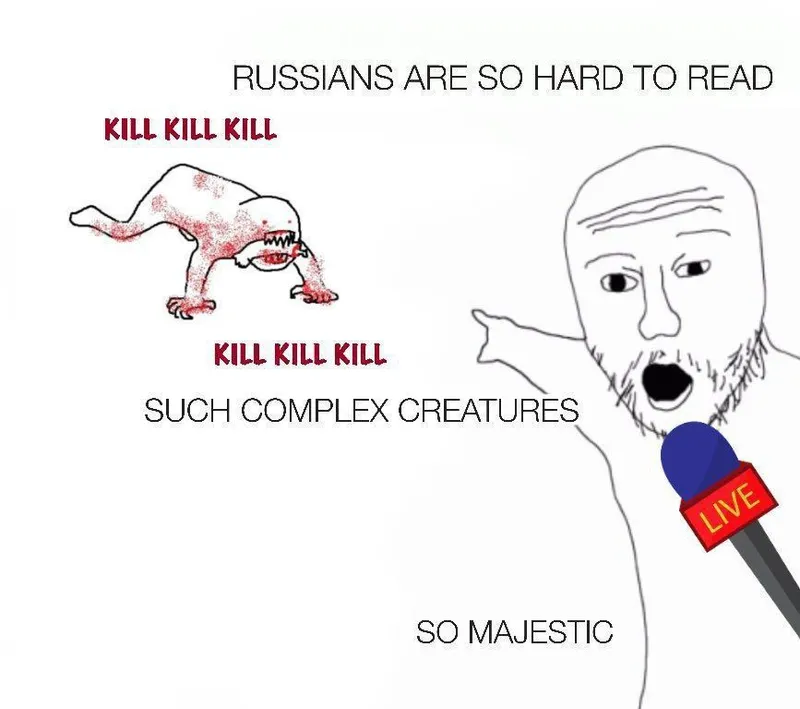 RUSSIANS ARE SO HARD TO READ
KILL KILL KILL
KILL KILL KILL
SUCH COMPLEX CREATURES
LIVE
SO MAJESTIC